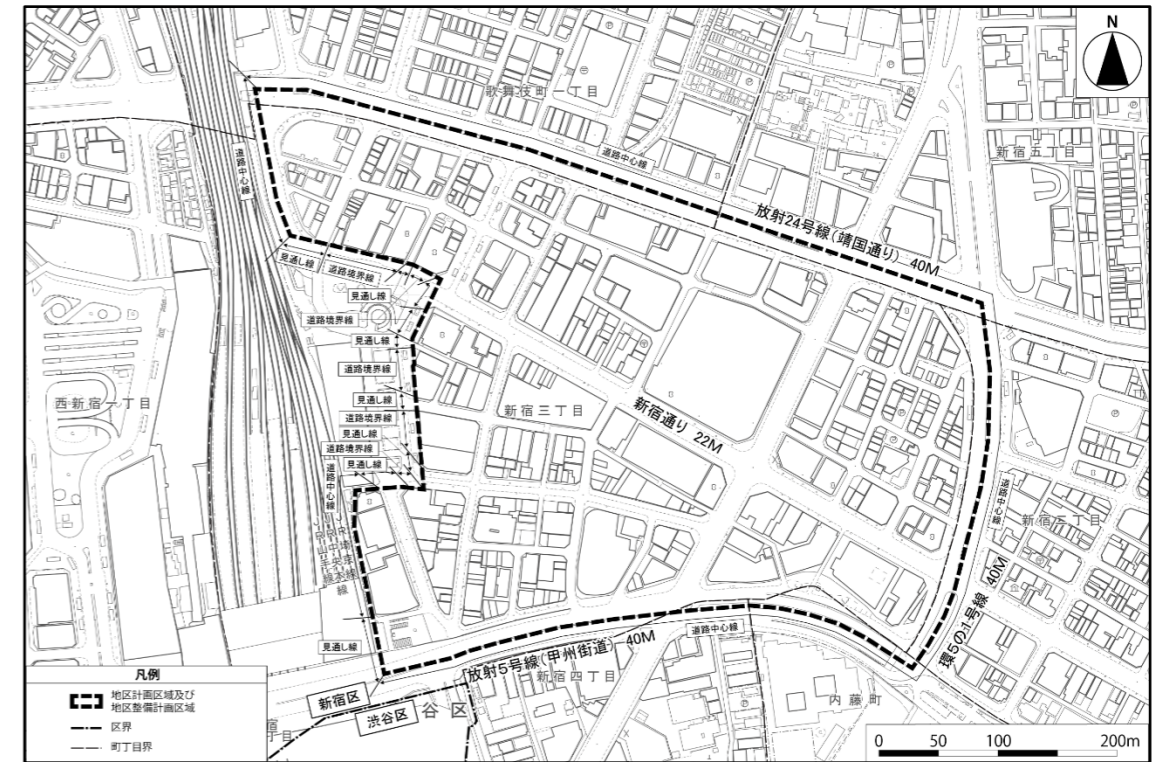 N
歌舞伎町一丁目
道路中心線
新宿五丁目
道路中心線
放射24号線(靖国通り) 40M
見通し線
道路境界線
見通し線
道路境界線
見通し線
道路境界線
西新宿一丁目
見通し線
新宿三丁目
新宿通り 22M
道路境界線
見通し線
道路境界線
見通し線
道路中心線
道路中心線
新宿二丁目
環5の1号線 40M
見通し線
放射5号線(甲州街道) 40M
道路中心線
新宿四丁目
内藤町
新宿区
渋谷区
谷区
凡例
地区計画区域及び
地区整備計画区域
区界
町丁目界
0 50 100 200m